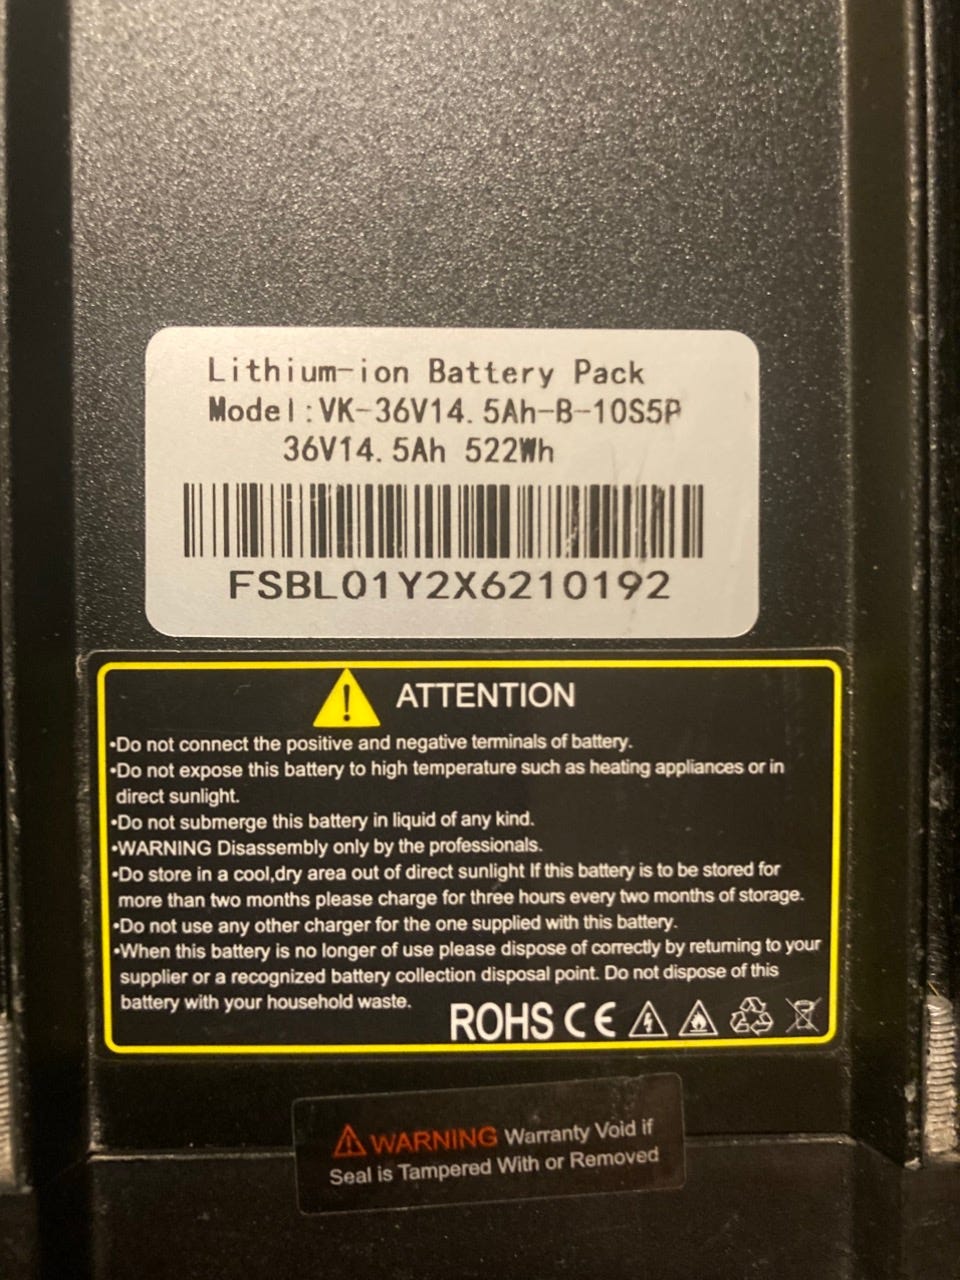 Lithium-ion Battery Pack
Model:VK-36V14.5Ah-B-10S5P
36V14.5Ah 522Wh
FSBL01Y2X6210192
ATTENTION
•Do not connect the positive and negative terminals of battery.
•Do not expose this battery to high temperature such as heating appliances or in
direct sunlight.
•Do not submerge this battery in liquid of any kind.
•WARNING Disassembly only by the professionals.
•Do store in a cool,dry area out of direct sunlight If this battery is to be stored for
more than two months please charge for three hours every two months of storage.
•Do not use any other charger for the one supplied with this battery.
•When this battery is no longer of use please dispose of correctly by returning to your
supplier or a recognized battery collection disposal point. Do not dispose of this
battery with your household waste.
ROHS CE
WARNING Warranty Void if
Seal is Tampered With or Removed